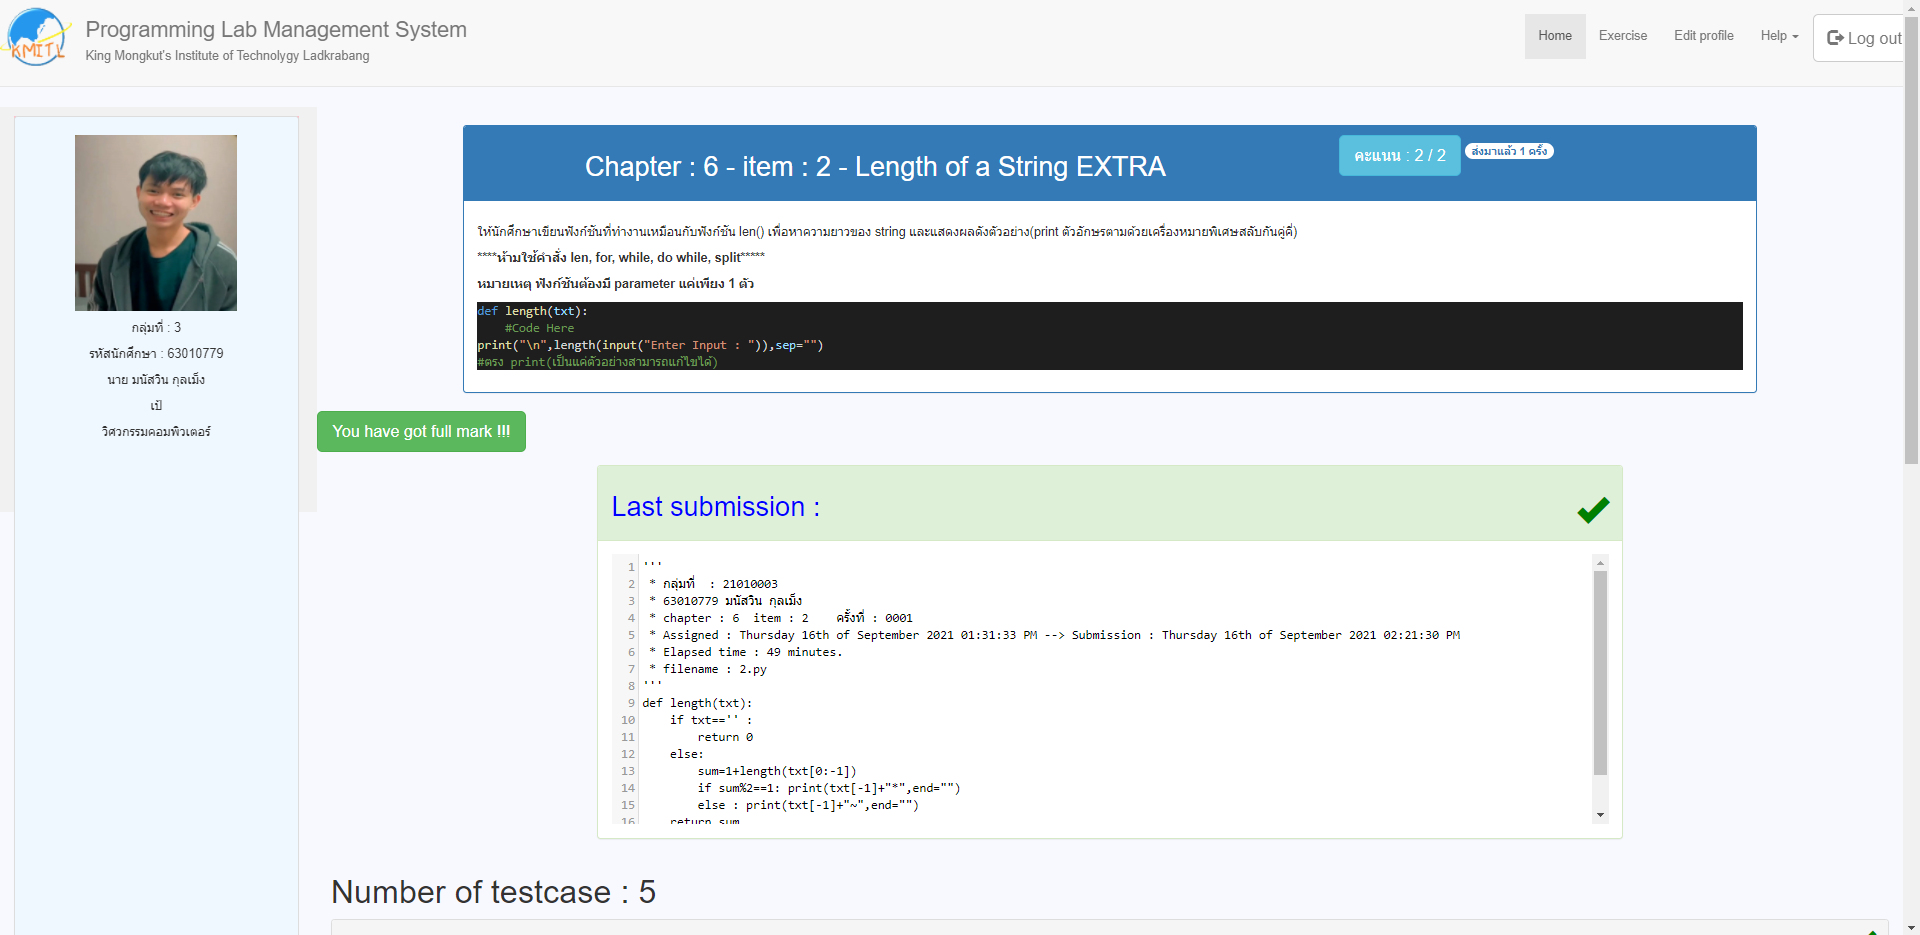 Programming Lab Management System
King Mongkut's Institute of Technolygy Ladkrabang
KMITL
Home
Exercise
Edit profile
Help
Log out
กลุ่มที่ : 3
รหัสนักศึกษา : 63010779
นาย มนัสวิน กุลเม็ง
เป้
วิศวกรรมคอมพิวเตอร์
Chapter : 6 - item : 2 - Length of a String EXTRA
คะแนน : 2 / 2
ส่งมาแล้ว 1 ครั้ง
ให้นักศึกษาเขียนฟังก์ชันที่ทำงานเหมือนกับฟังก์ชัน len() เพื่อหาความยาวของ string และแสดงผลดังตัวอย่าง(print ตัวอักษรตามด้วยเครื่องหมายพิเศษสลับกันคู่คี่)
****ห้ามใช้คำสั่ง len, for, while, do while, split*****
หมายเหตุ ฟังก์ชันต้องมี parameter แค่เพียง 1 ตัว
def length(txt):
    #Code Here
print("\n",length(input("Enter Input : ")),sep="")
#ตรง print(เป็นแค่ตัวอย่างสามารถแก้ไขได้)
You have got full mark !!!
Last submission :
1 '''
2  * กลุ่มที่  : 21010003
3  * 63010779 มนัสวิน กุลเม็ง
4  * chapter : 6  item : 2    ครั้งที่ : 0001
5  * Assigned : Thursday 16th of September 2021 01:31:33 PM --> Submission : Thursday 16th of September 2021 02:21:30 PM
6  * Elapsed time : 49 minutes.
7  * filename : 2.py
8 '''
9 def length(txt):
10     if txt=='' :
11         return 0
12     else:
13         sum=1+length(txt[0:-1])
14         if sum%2==1: print(txt[-1]+"*",end="")
15         else : print(txt[-1]+"~",end="")
16     return sum
Number of testcase : 5